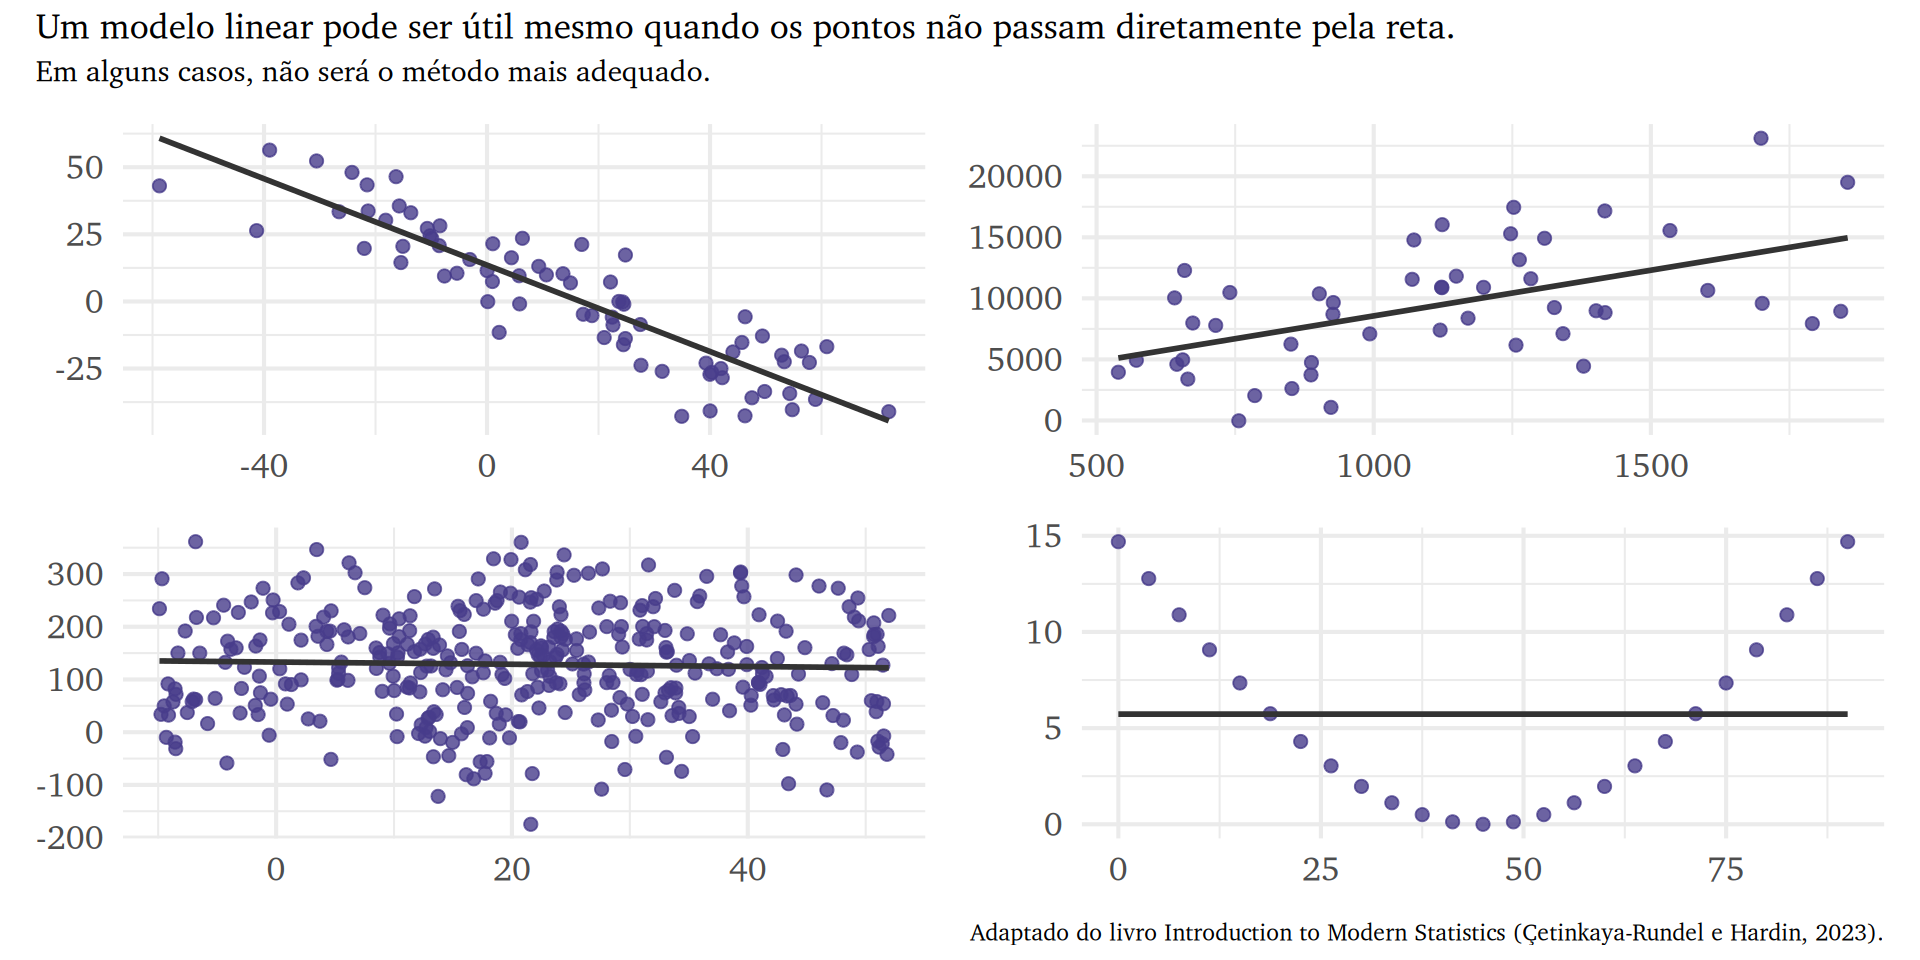 Um modelo linear pode ser útil mesmo quando os pontos não passam diretamente pela reta.
Em alguns casos, não será o método mais adequado.
50
25
0
-25
-40 0 40
20000
15000
10000
5000
0
500 1000 1500
300
200
100
0
-100
-200
0 20 40
15
10
5
0
0 25 50 75
Adaptado do livro Introduction to Modern Statistics (Çetinkaya-Rundel e Hardin, 2023).